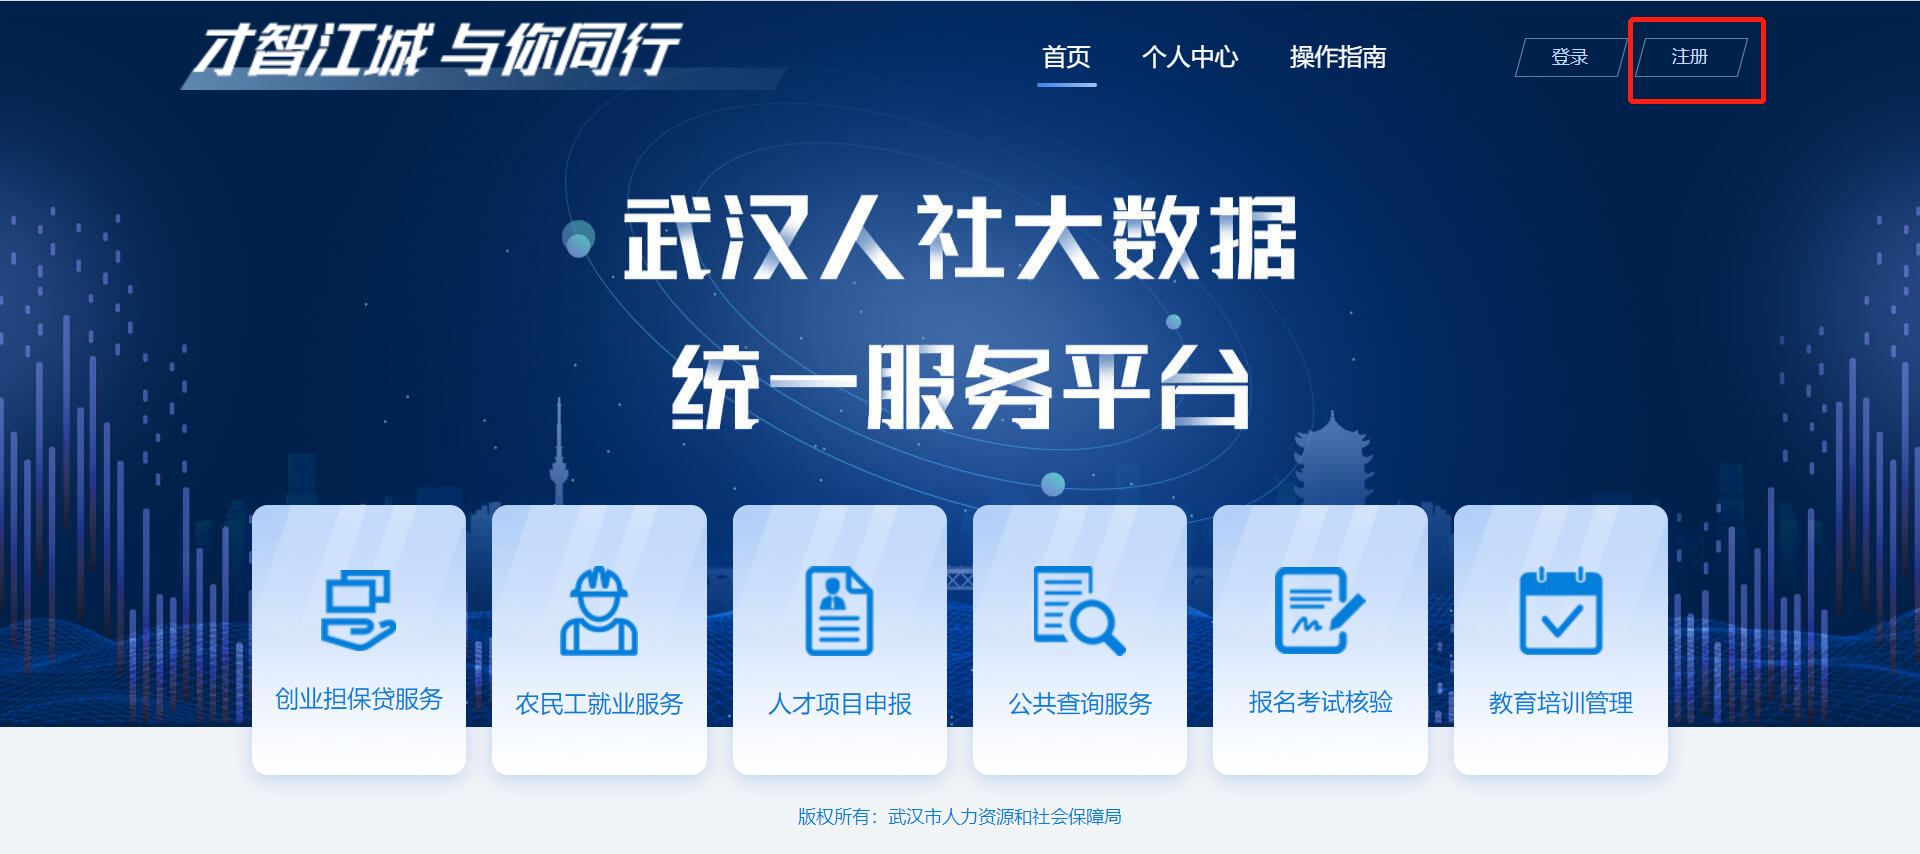 才智江城 与你同行
首页
个人中心
操作指南
登录
注册
武汉人社大数据
统一服务平台
创业担保贷服务
农民工就业服务
人才项目申报
公共查询服务
报名考试核验
教育培训管理
版权所有：武汉市人力资源和社会保障局